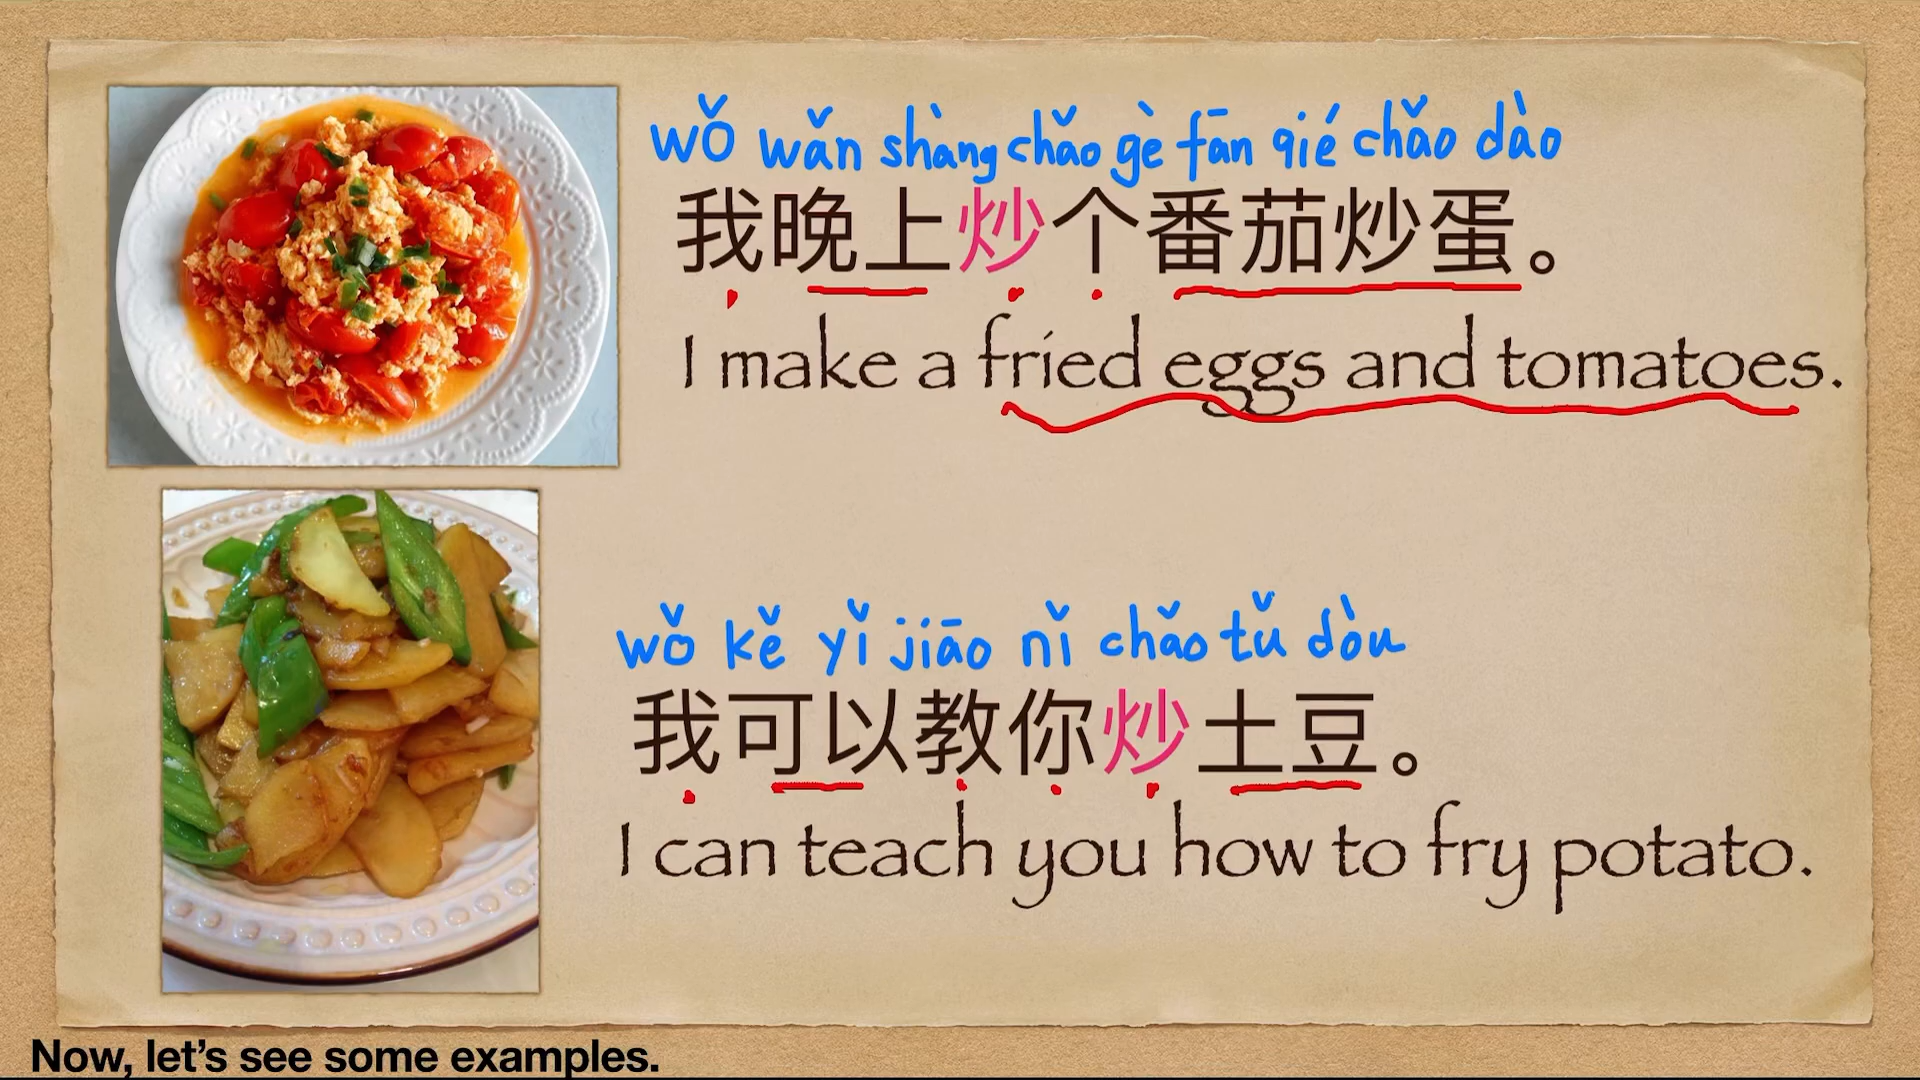 wǒ wǎn shàng chǎo gè fān qié chǎo dào
我晚上炒个番茄炒蛋。
I make a fried eggs and tomatoes.
wǒ kě yǐ jiāo nǐ chǎo tǔ dòu
我可以教你炒土豆。
I can teach you how to fry potato.
Now, let’s see some examples.